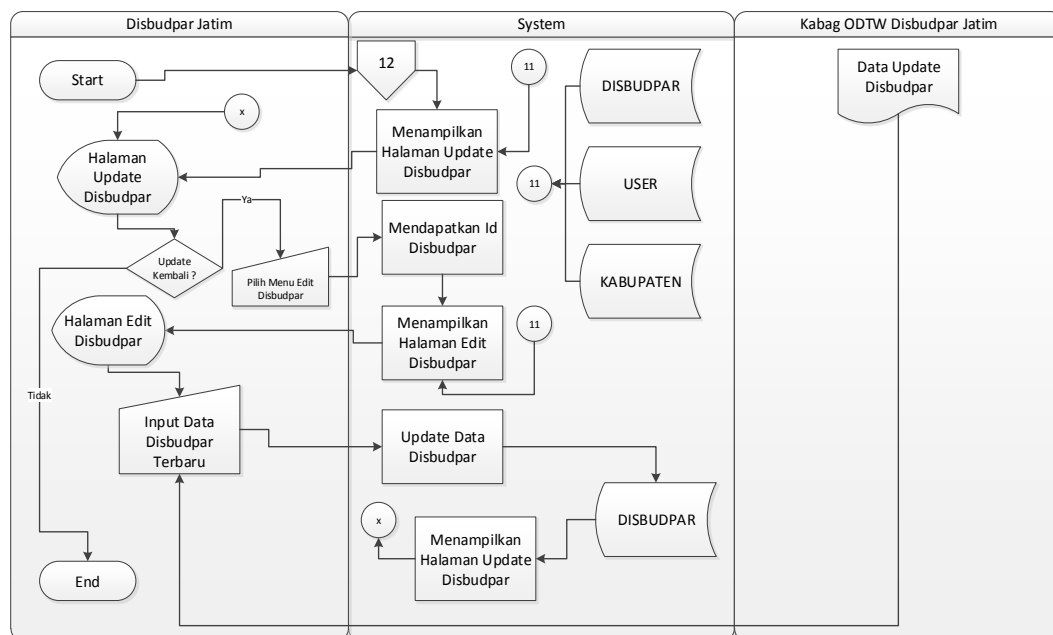 Disbudpar Jatim
System
Kabag ODTW Disbudpar Jatim
Start
12
11
DISBUDPAR
Data Update
Disbudpar
x
Menampilkan
Halaman Update
Disbudpar
Halaman
Update
Disbudpar
11
USER
Ya
Mendapatkan Id
Disbudpar
Update
Kembali ?
Pilih Menu Edit
Disbudpar
KABUPATEN
Halaman Edit
Disbudpar
Menampilkan
Halaman Edit
Disbudpar
11
Tidak
Input Data
Disbudpar
Terbaru
Update Data
Disbudpar
DISBUDPAR
x
Menampilkan
Halaman Update
Disbudpar
End